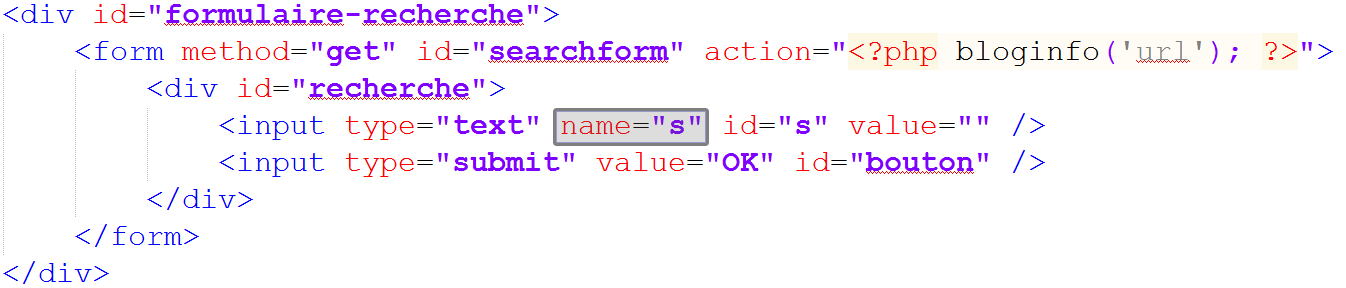 <div id="formulaire-recherche">
<form method="get" id="searchform" action="<?php bloginfo('url'); ?>">
<div id="recherche">
<input type="text" name="s" id="s" value="" />
<input type="submit" value="OK" id="bouton" />
</div>
</form>
</div>